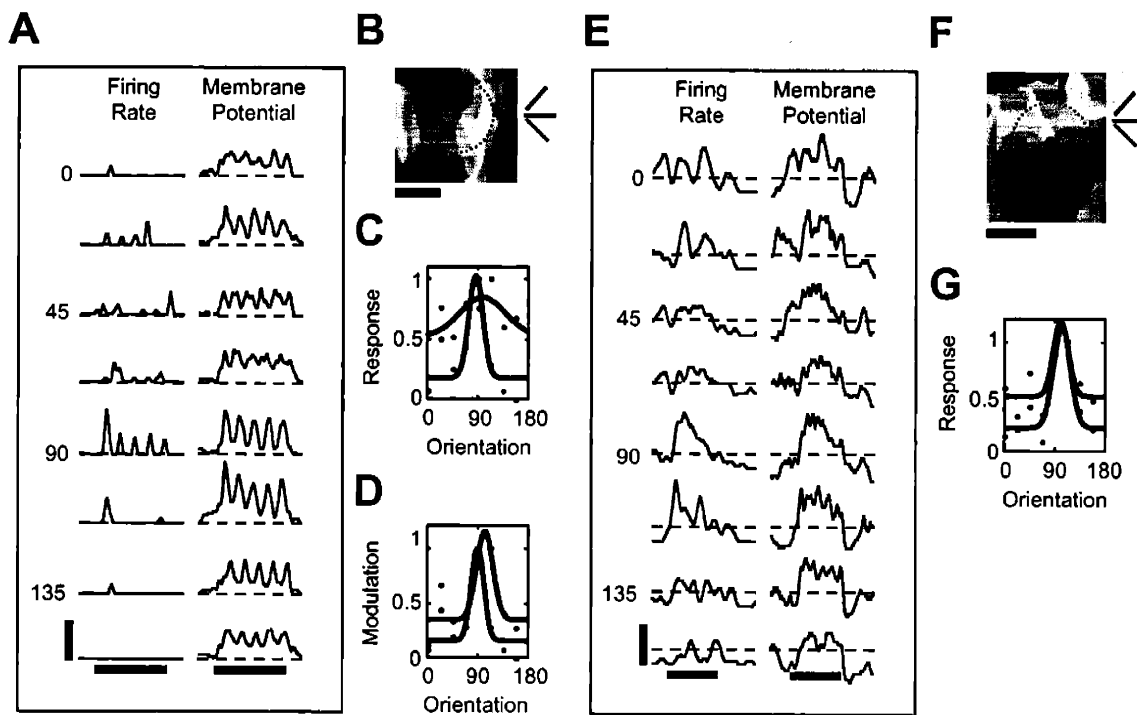 A
Firing Rate
Membrane Potential
0
45
90
135
B
C
Response
1
0.5
0
0
90
180
Orientation
D
Modulation
1
0.5
0
0
90
180
Orientation
E
Firing Rate
Membrane Potential
0
45
90
135
F
G
Response
1
0.5
0
0
90
180
Orientation